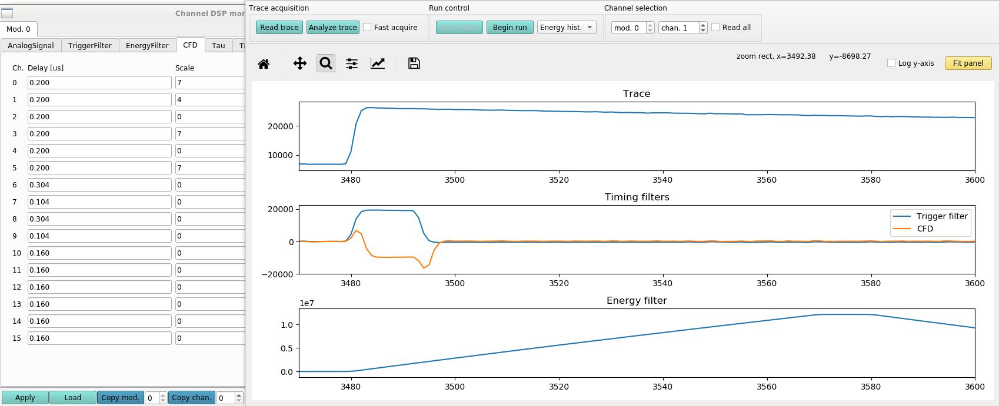 Channel DSP mar
Mod. 0
AnalogSignal TriggerFilter EnergyFilter CFD Tau
Ch. Delay [us] Scale
0 0.200 7
1 0.200 4
2 0.200 0
3 0.200 7
4 0.200 0
5 0.200 7
6 0.304 0
7 0.104 0
8 0.304 0
9 0.104 0
10 0.160 0
11 0.160 0
12 0.160 0
13 0.160 0
14 0.160 0
15 0.160 0
Apply Load Copy mod. 0 Copy chan. 0
Trace acquisition Run control Channel selection
Read trace Analyze trace Fast acquire Read data Begin run Energy hist. mod. 0 chan. 1 Read all
zoom rect, x=3492.38 y=-8698.27 Log y-axis Fit panel
Trace
20000
10000
3480 3500 3520 3540 3560 3580 3600
Timing filters
20000
0
−20000
Trigger filter
CFD
3480 3500 3520 3540 3560 3580 3600
Energy filter
1e7
1.0
0.5
0.0
3480 3500 3520 3540 3560 3580 3600